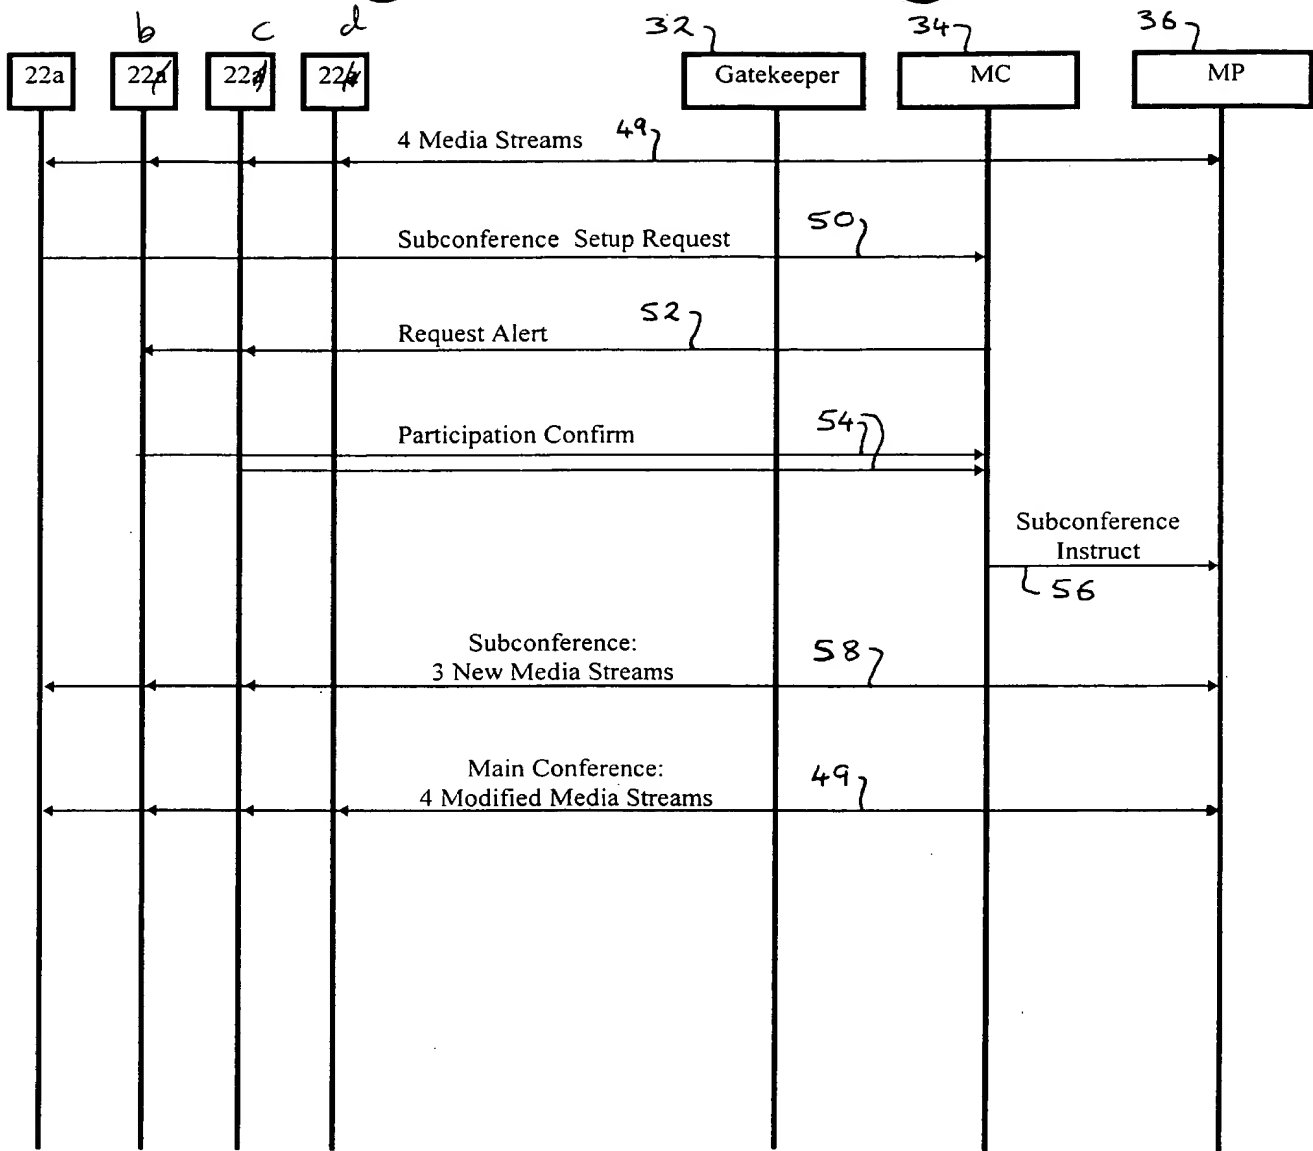 b c d 32 34 36
22a 22a 22a 22a Gatekeeper MC MP
4 Media Streams 49
Subconference Setup Request 50
Request Alert 52
Participation Confirm 54
Subconference
Instruct
56
Subconference:
3 New Media Streams 58
Main Conference:
4 Modified Media Streams 49